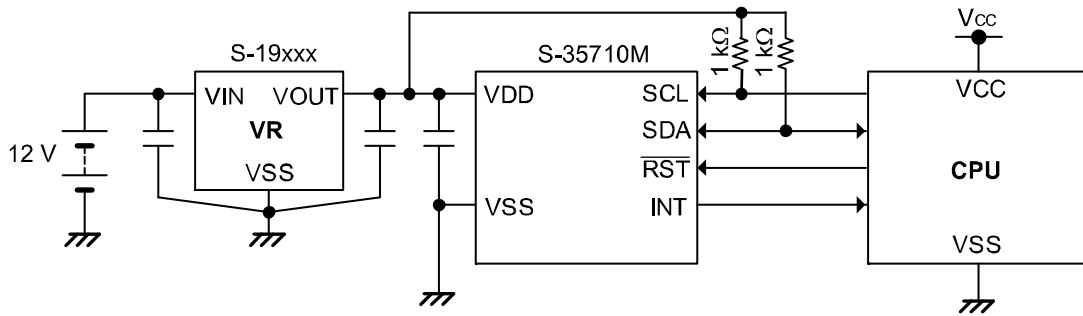 S-19xxx
S-35710M
1 kΩ
1 kΩ
VCC
VIN
VOUT
VR
VSS
12 V
VDD
SCL
SDA
RST
INT
VSS
VCC
CPU
VSS